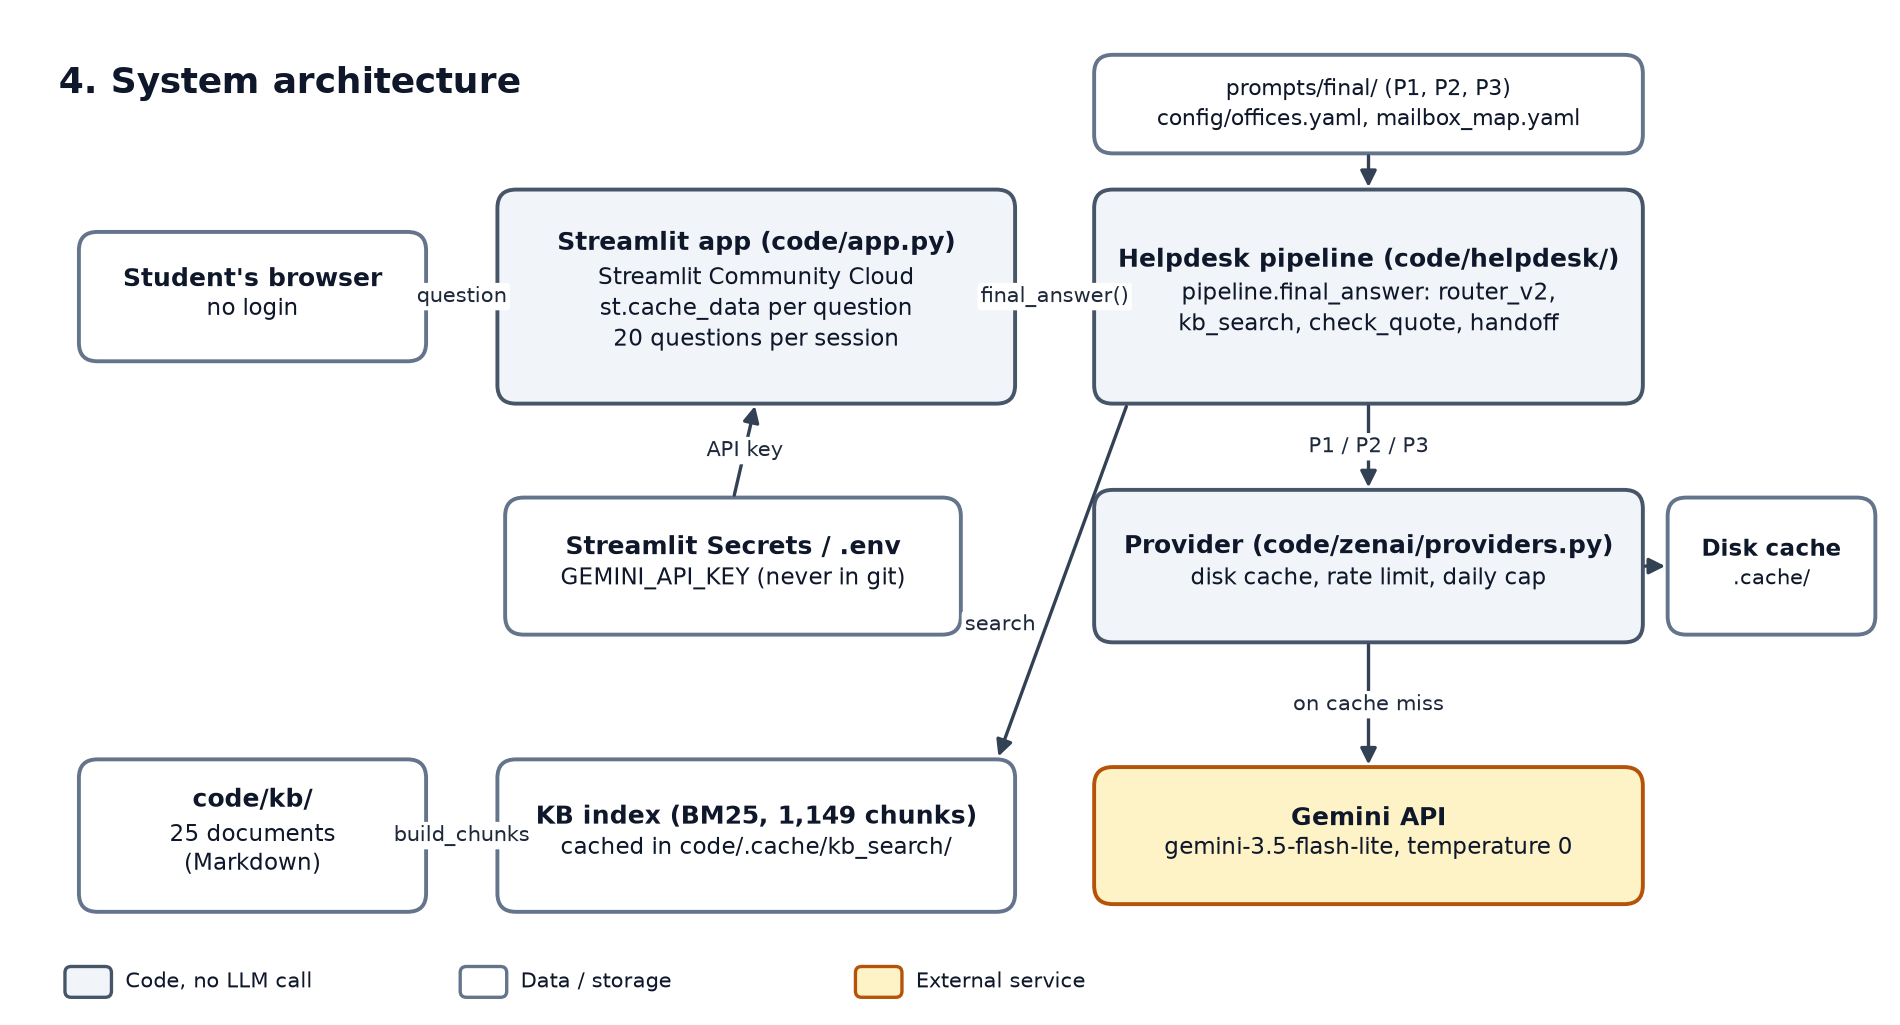 4. System architecture
prompts/final/ (P1, P2, P3)
config/offices.yaml, mailbox_map.yaml
Student's browser
no login
question
Streamlit app (code/app.py)
Streamlit Community Cloud
st.cache_data per question
20 questions per session
final_answer()
Helpdesk pipeline (code/helpdesk/)
pipeline.final_answer: router_v2,
kb_search, check_quote, handoff
API key
P1 / P2 / P3
Streamlit Secrets / .env
GEMINI_API_KEY (never in git)
search
Provider (code/zenai/providers.py)
disk cache, rate limit, daily cap
Disk cache
.cache/
on cache miss
code/kb/
25 documents
(Markdown)
build_chunks
KB index (BM25, 1,149 chunks)
cached in code/.cache/kb_search/
Gemini API
gemini-3.5-flash-lite, temperature 0
Code, no LLM call
Data / storage
External service